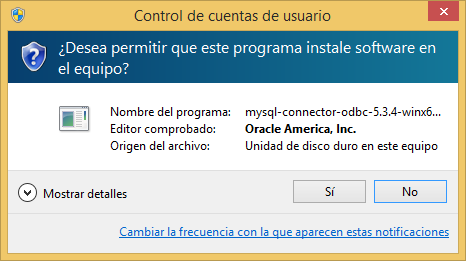 Control de cuentas de usuario
¿Desea permitir que este programa instale software en
el equipo?
Nombre del programa: mysql-connector-odbc-5.3.4-winx6...
Editor comprobado: Oracle America, Inc.
Origen del archivo: Unidad de disco duro en este equipo
Mostrar detalles Sí No
Cambiar la frecuencia con la que aparecen estas notificaciones